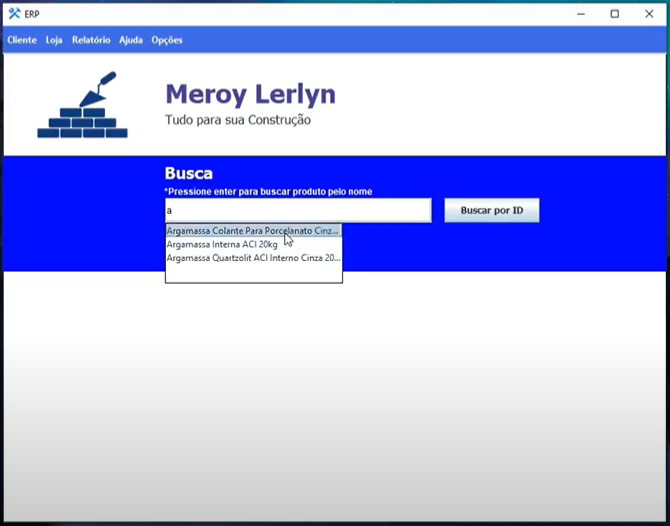 ERP
Cliente Loja Relatório Ajuda Opções
Meroy Lerlyn
Tudo para sua Construção
Busca
*Pressione enter para buscar produto pelo nome
a
Buscar por ID
Argamassa Colante Para Porcelanato Cinz...
Argamassa Interna ACI 20kg
Argamassa Quartzolit ACI Interno Cinza 20...